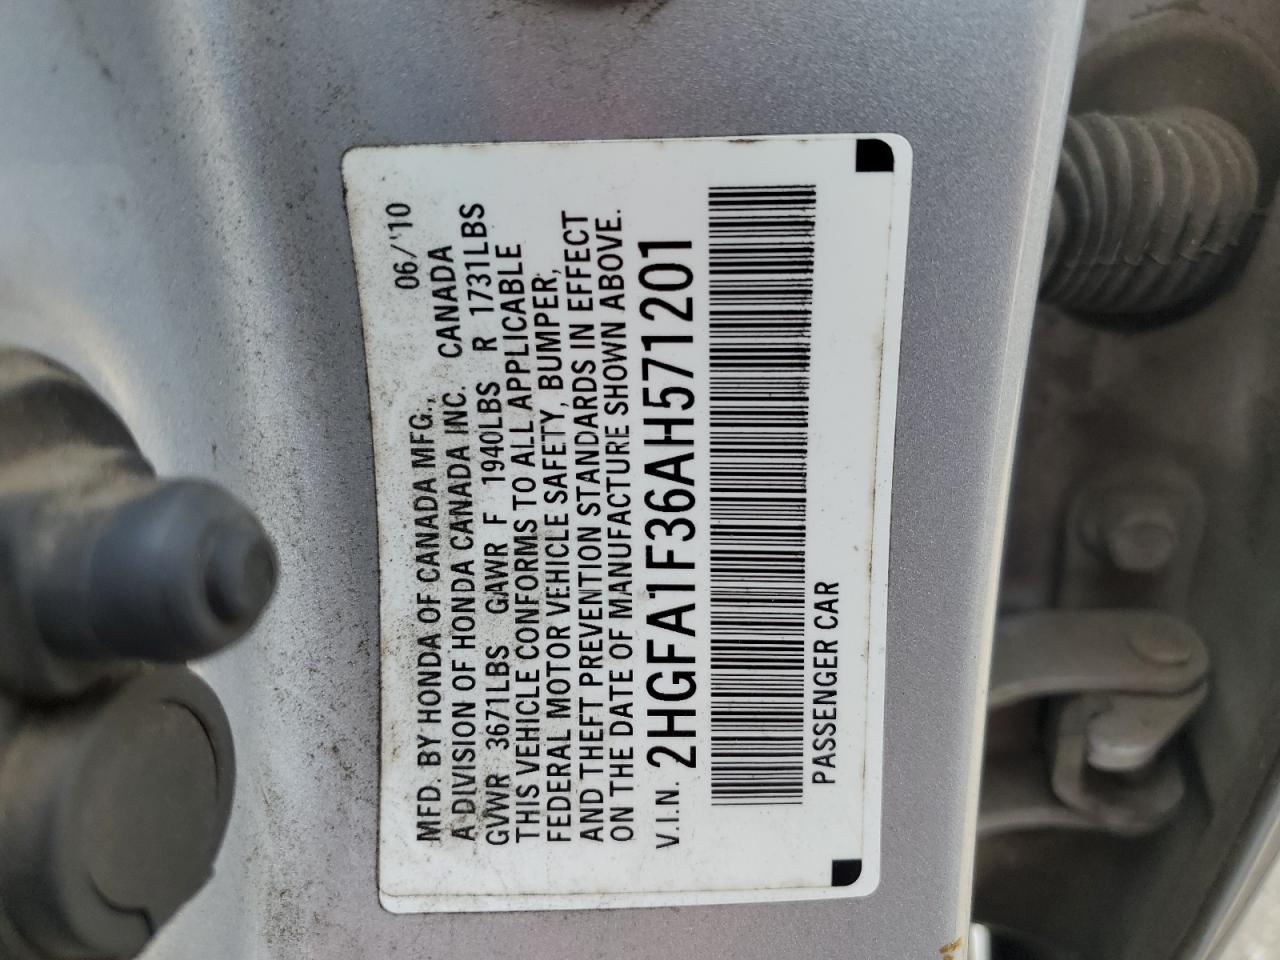 06/'10
MFD. BY HONDA OF CANADA MFG.,
A DIVISION OF HONDA CANADA INC. CANADA
GVWR 3671LBS GAWR F 1940LBS R 1731LBS
THIS VEHICLE CONFORMS TO ALL APPLICABLE
FEDERAL MOTOR VEHICLE SAFETY, BUMPER,
AND THEFT PREVENTION STANDARDS IN EFFECT
ON THE DATE OF MANUFACTURE SHOWN ABOVE.
V.I.N. 2HGFA1F36AH571201
PASSENGER CAR